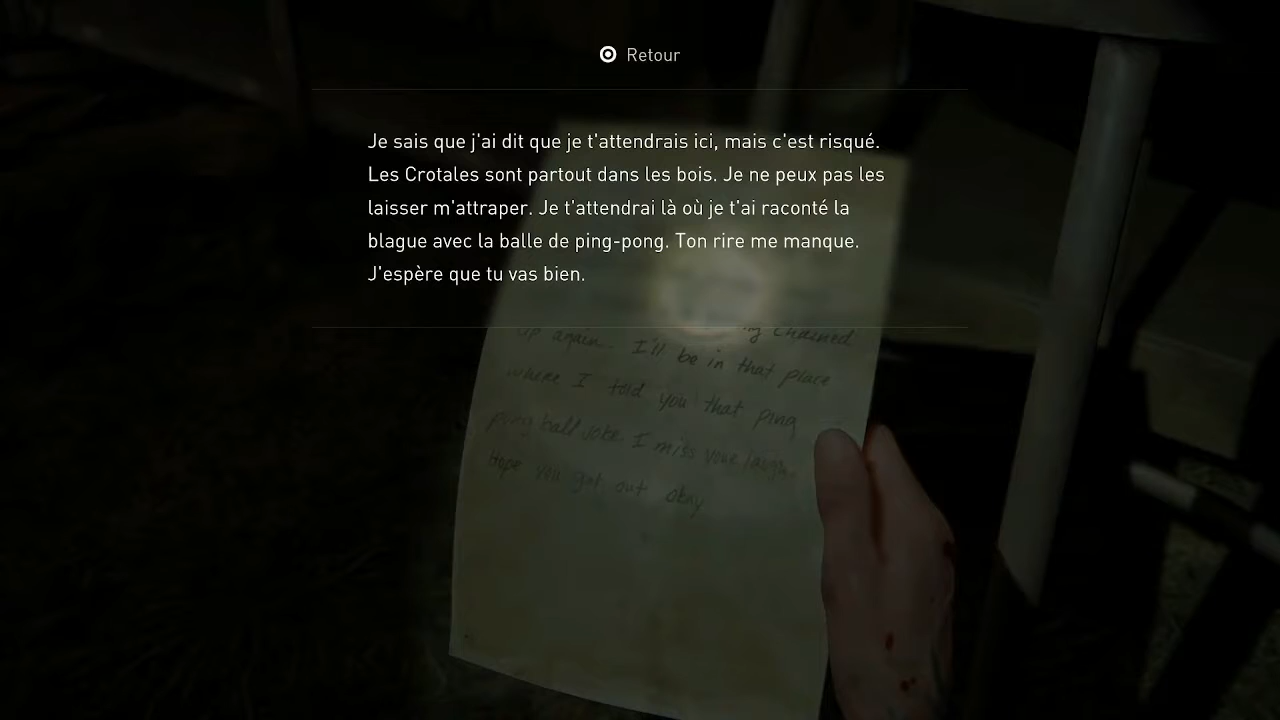 Retour
Je sais que j'ai dit que je t'attendrais ici, mais c'est risqué.
Les Crotales sont partout dans les bois. Je ne peux pas les
laisser m'attraper. Je t'attendrai là où je t'ai raconté la
blague avec la balle de ping-pong. Ton rire me manque.
J'espère que tu vas bien.
up again. chained
I'll be in that place
where I told you that ping
pong ball joke. I miss your laugh.
Hope you got out okay